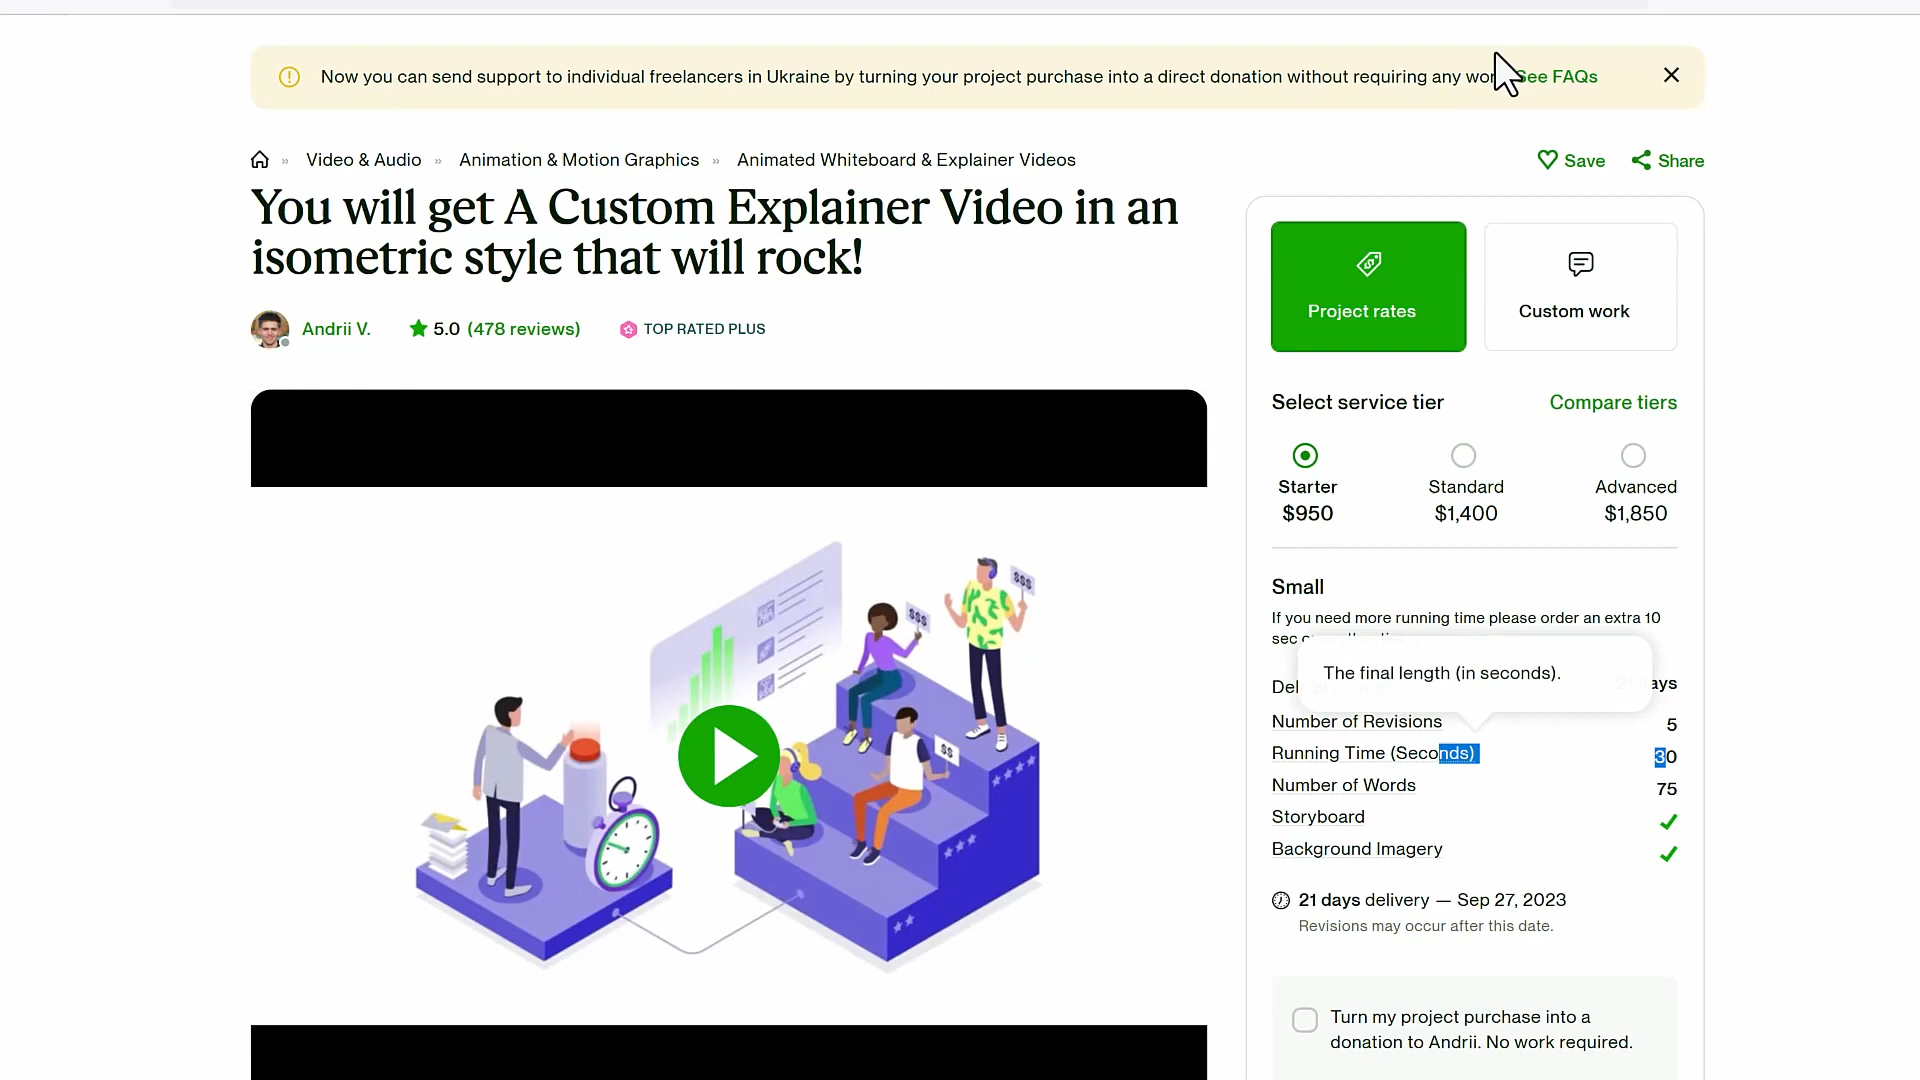 Now you can send support to individual freelancers in Ukraine by turning your project purchase into a direct donation without requiring any See FAQs
Video & Audio » Animation & Motion Graphics » Animated Whiteboard & Explainer Videos
Save Share
You will get A Custom Explainer Video in an
isometric style that will rock!
Andrii V. 5.0 (478 reviews) TOP RATED PLUS
Project rates
Custom work
Select service tier Compare tiers
Starter Standard Advanced
$950 $1,400 $1,850
Small
If you need more running time please order an extra 10
sec
The final length (in seconds).
Number of Revisions 5
Running Time (Seconds) 30
Number of Words 75
Storyboard
Background Imagery
21 days delivery — Sep 27, 2023
Revisions may occur after this date.
Turn my project purchase into a
donation to Andrii. No work required.
$$$
$$$
$$